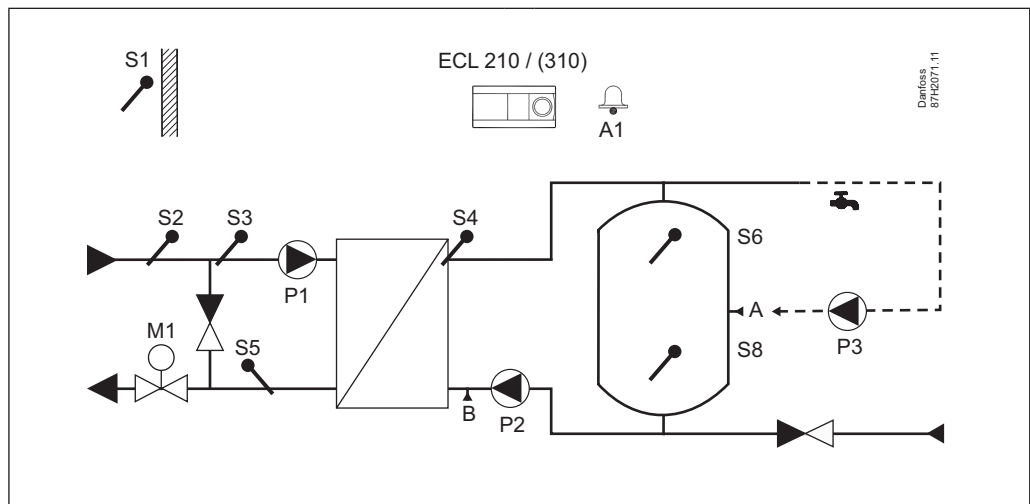 S1
ECL 210 / (310)
A1
Danfoss
87H2071.11
S2
S3
S4
S6
P1
A
P3
M1
S5
S8
B
P2